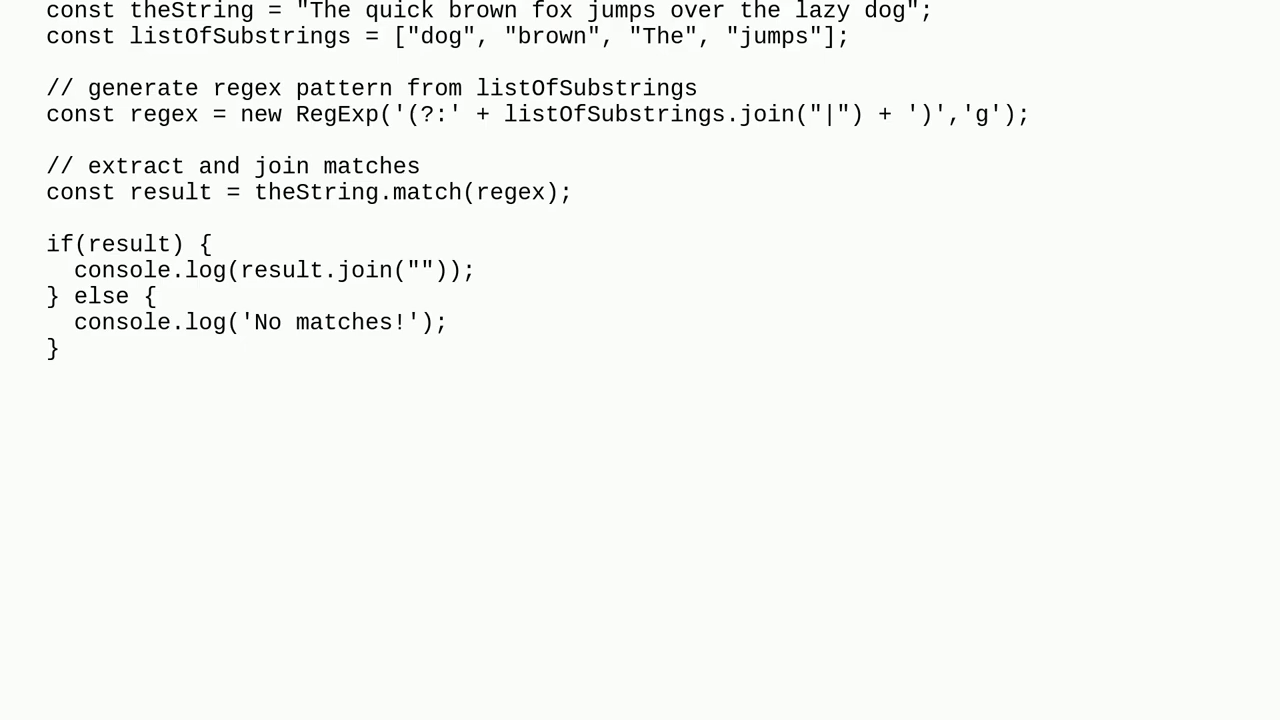 const theString = "The quick brown fox jumps over the lazy dog";
const listOfSubstrings = ["dog", "brown", "The", "jumps"];

// generate regex pattern from listOfSubstrings
const regex = new RegExp('(?:' + listOfSubstrings.join("|") + ')','g');

// extract and join matches
const result = theString.match(regex);

if(result) {
  console.log(result.join(""));
} else {
  console.log('No matches!');
}